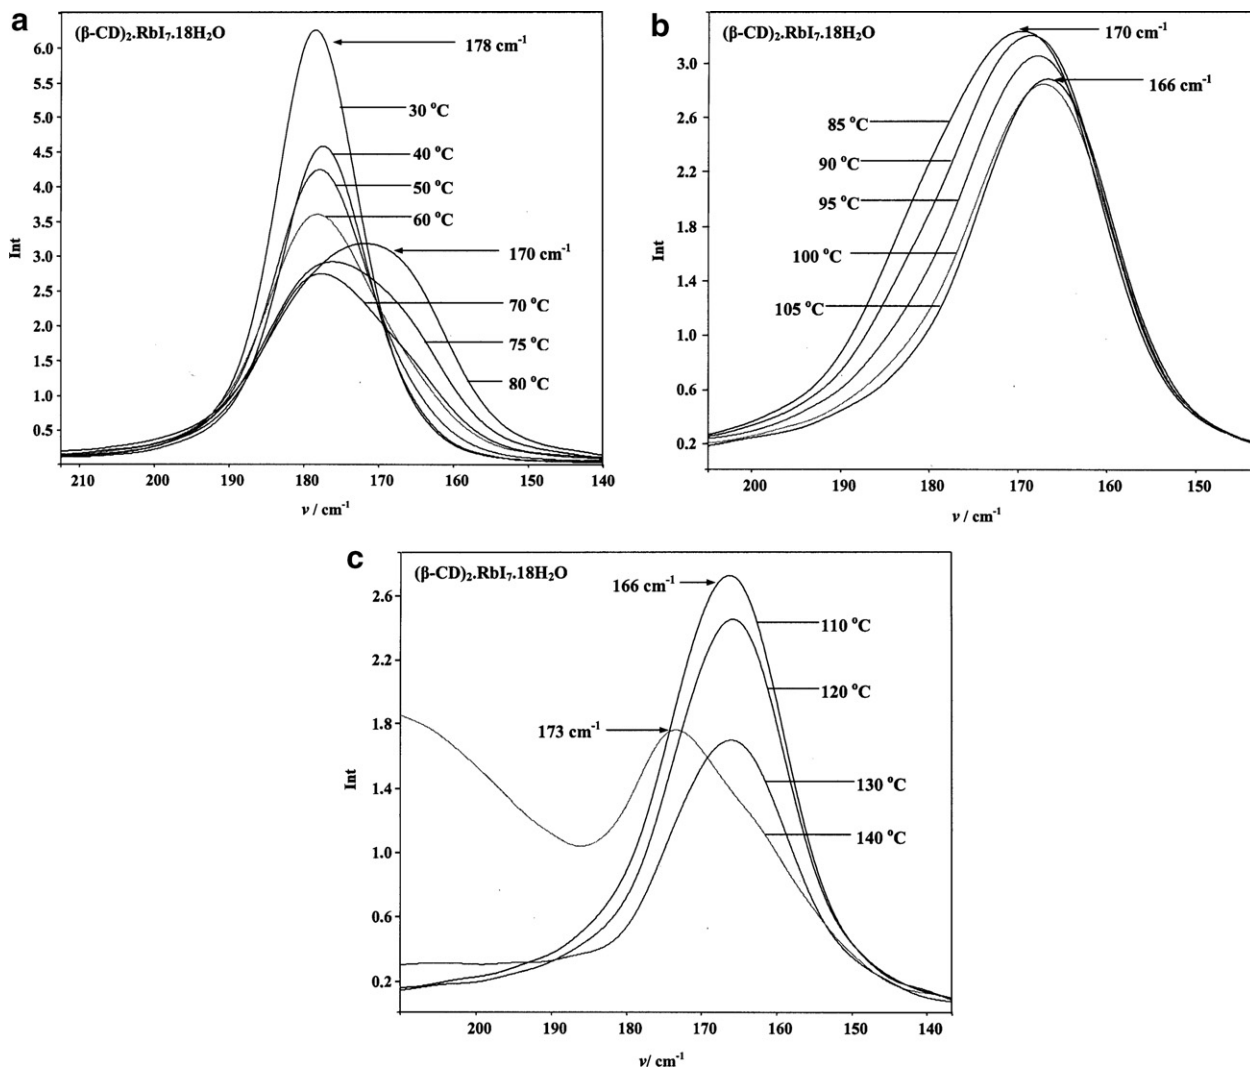 a
(β-CD)₂.RbI₇.18H₂O
6.0
5.5
5.0
4.5
4.0
3.5
3.0
2.5
2.0
1.5
1.0
0.5
Int
178 cm⁻¹
30 °C
40 °C
50 °C
60 °C
170 cm⁻¹
70 °C
75 °C
80 °C
210 200 190 180 170 160 150 140
ν / cm⁻¹
b
(β-CD)₂.RbI₇.18H₂O
3.0
2.6
2.2
1.8
1.4
1.0
0.6
0.2
Int
170 cm⁻¹
166 cm⁻¹
85 °C
90 °C
95 °C
100 °C
105 °C
200 190 180 170 160 150
ν / cm⁻¹
c
(β-CD)₂.RbI₇.18H₂O
2.6
2.2
1.8
1.4
1.0
0.6
0.2
Int
166 cm⁻¹
110 °C
120 °C
173 cm⁻¹
130 °C
140 °C
200 190 180 170 160 150 140
ν/ cm⁻¹